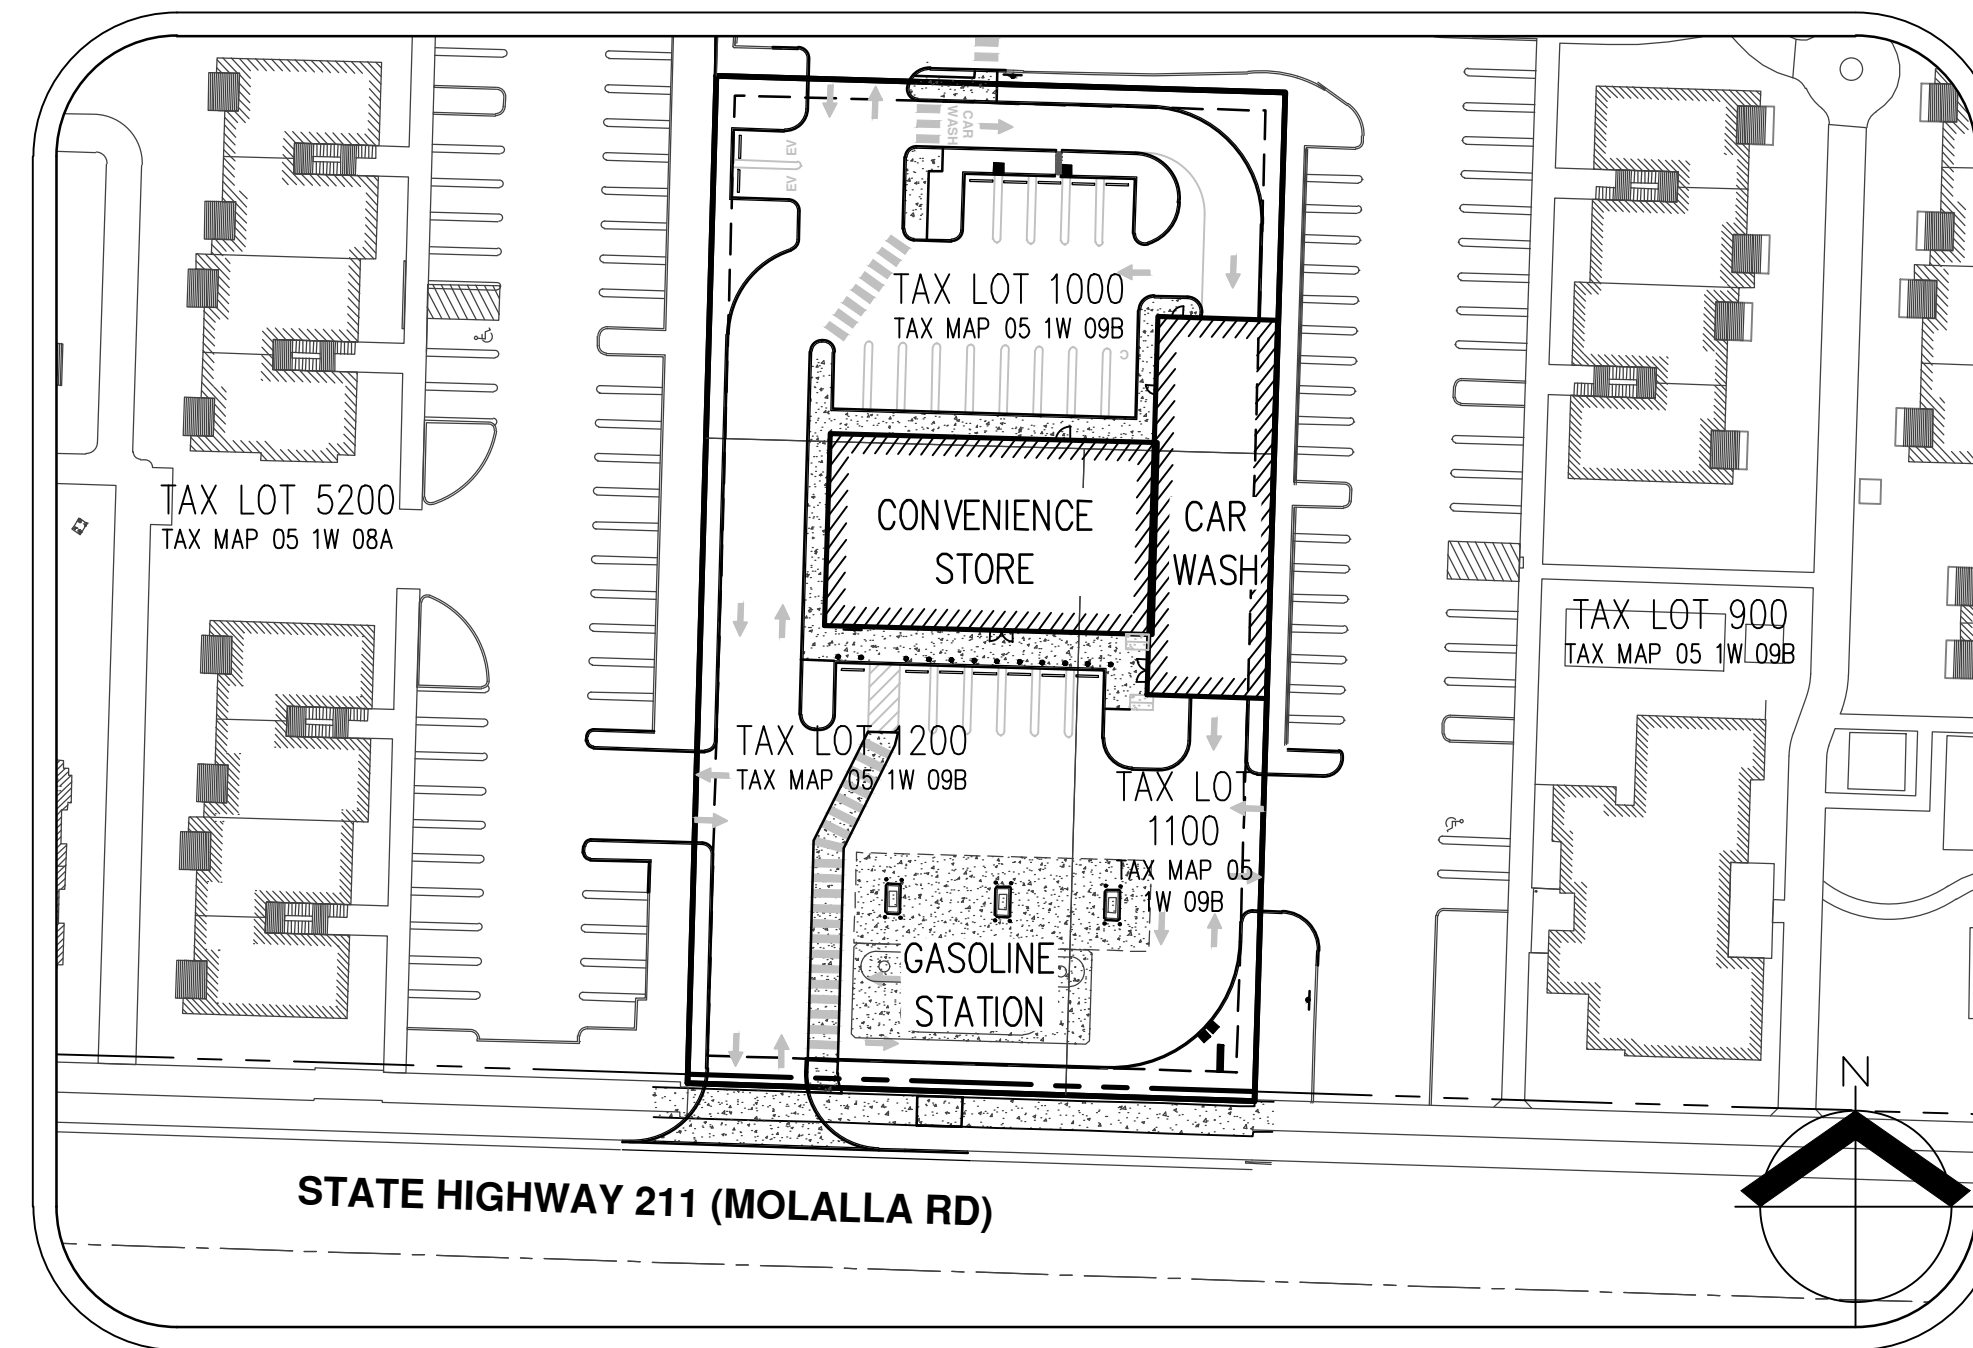 CAR
WASH
EV
EV
TAX LOT 1000
TAX MAP 05 1W 09B
TAX LOT 5200
TAX MAP 05 1W 08A
CONVENIENCE
STORE
CAR
WASH
TAX LOT 900
TAX MAP 05 1W 09B
TAX LOT 1200
TAX MAP 05 1W 09B
TAX LOT
1100
TAX MAP 05
1W 09B
GASOLINE
STATION
N
STATE HIGHWAY 211 (MOLALLA RD)